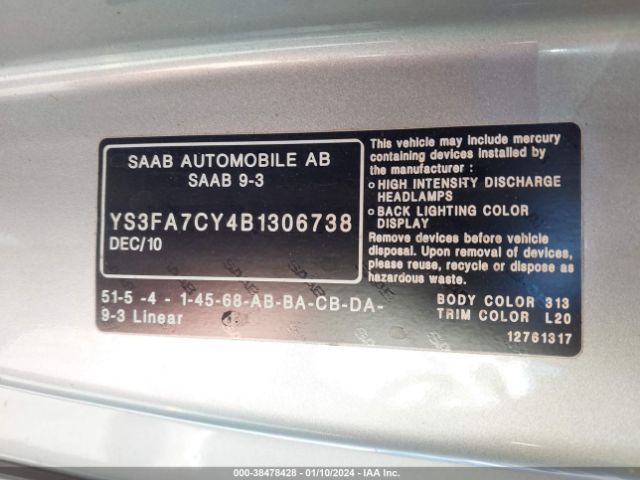 SAAB AUTOMOBILE AB
SAAB 9-3
YS3FA7CY4B1306738
DEC/10
51-5 -4 - 1-45-68-AB-BA-CB-DA-
9-3 Linear
This vehicle may include mercury
containing devices installed by
the manufacturer :
o HIGH INTENSITY DISCHARGE
HEADLAMPS
o BACK LIGHTING COLOR
DISPLAY
Remove devices before vehicle
disposal. Upon removal of devices,
please reuse, recycle or dispose as
hazardous waste.
BODY COLOR 313
TRIM COLOR L20
12761317
000-38478428 - 01/10/2024 - IAA Inc.